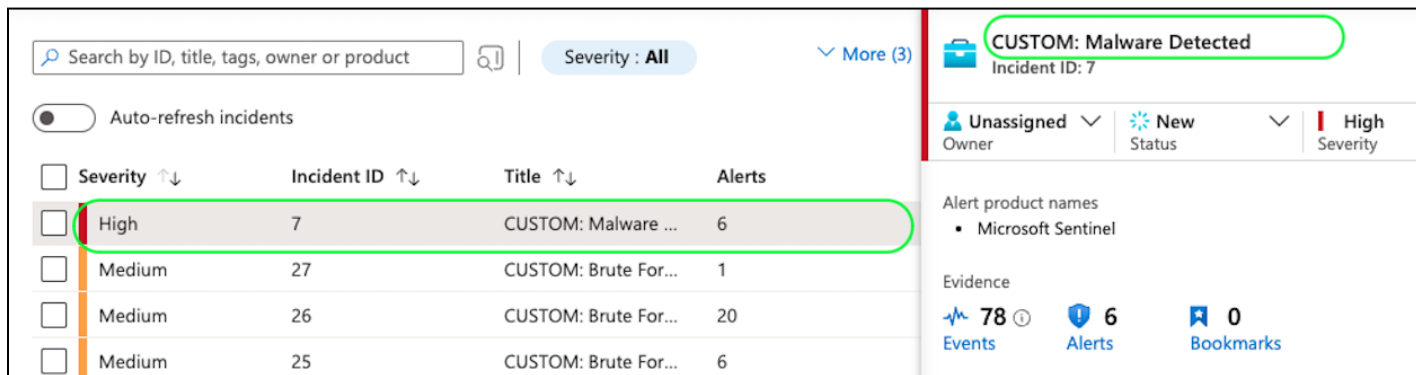 Search by ID, title, tags, owner or product
Severity : All
More (3)
Auto-refresh incidents
Severity Incident ID Title Alerts
High 7 CUSTOM: Malware ... 6
Medium 27 CUSTOM: Brute For... 1
Medium 26 CUSTOM: Brute For... 20
Medium 25 CUSTOM: Brute For... 6
CUSTOM: Malware Detected
Incident ID: 7
Unassigned New High
Owner Status Severity
Alert product names
• Microsoft Sentinel
Evidence
78 6 0
Events Alerts Bookmarks